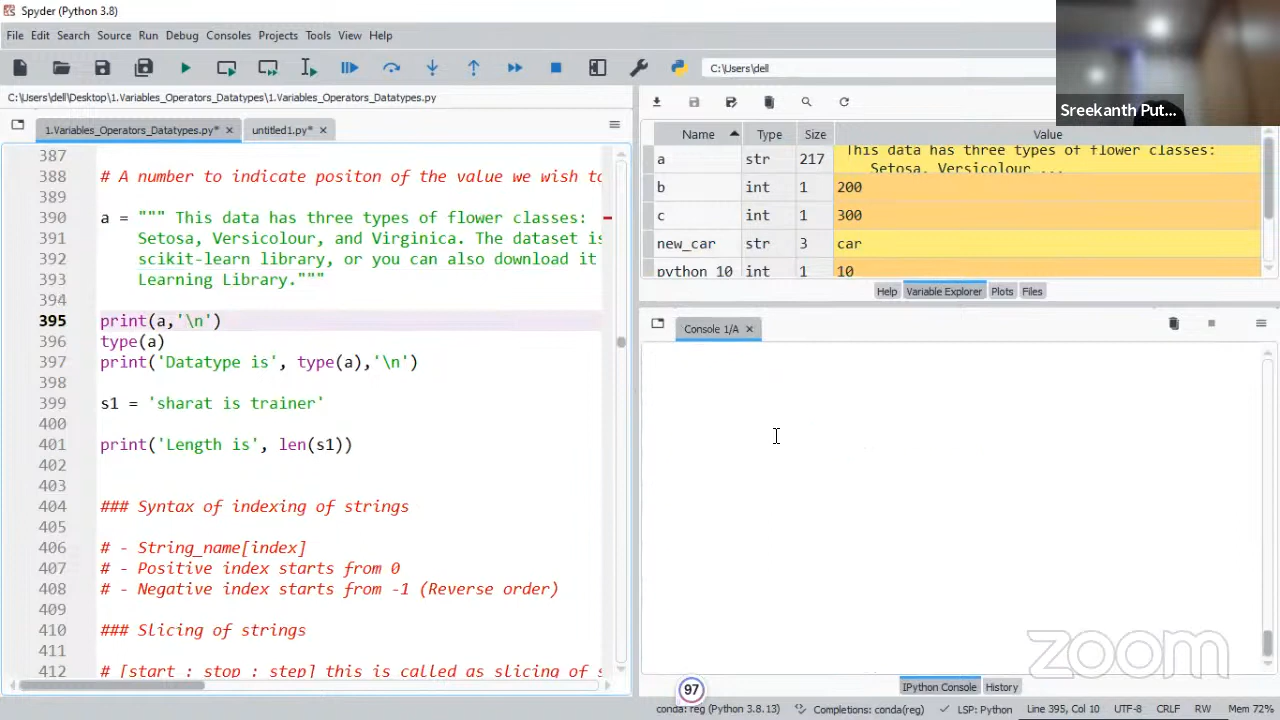 Spyder (Python 3.8)
File Edit Search Source Run Debug Consoles Projects Tools View Help
C:\Users\dell
Sreekanth Put...
C:\Users\dell\Desktop\1.Variables_Operators_Datatypes\1.Variables_Operators_Datatypes.py
1.Variables_Operators_Datatypes.py* untitled1.py*
387
388 # A number to indicate positon of the value we wish to
389
390 a = """ This data has three types of flower classes:
391 Setosa, Versicolour, and Virginica. The dataset is
392 scikit-learn library, or you can also download it
393 Learning Library."""
394
395 print(a,'\n')
396 type(a)
397 print('Datatype is', type(a),'\n')
398
399 s1 = 'sharat is trainer'
400
401 print('Length is', len(s1))
402
403
404 ### Syntax of indexing of strings
405
406 # - String_name[index]
407 # - Positive index starts from 0
408 # - Negative index starts from -1 (Reverse order)
409
410 ### Slicing of strings
411
412 # [start : stop : step] this is called as slicing of s
Name Type Size Value
a str 217 This data has three types of flower classes:
Setosa, Versicolour ...
b int 1 200
c int 1 300
new_car str 3 car
python_10 int 1 10
Help Variable Explorer Plots Files
Console 1/A
zoom
IPython Console History
97
conda: reg (Python 3.8.13) Completions: conda(reg) LSP: Python Line 395, Col 10 UTF-8 CRLF RW Mem 72%